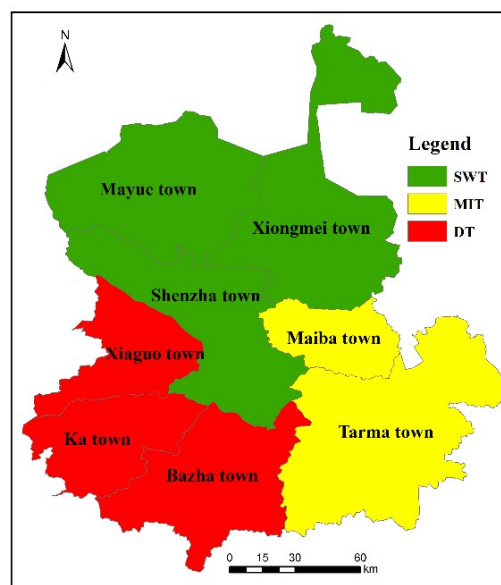 N
Legend
SWT
MIT
DT
Mayue town
Xiongmei town
Shenzha town
Maiba town
Xiaguo town
Tarma town
Ka town
Bazha town
0 15 30 60
km